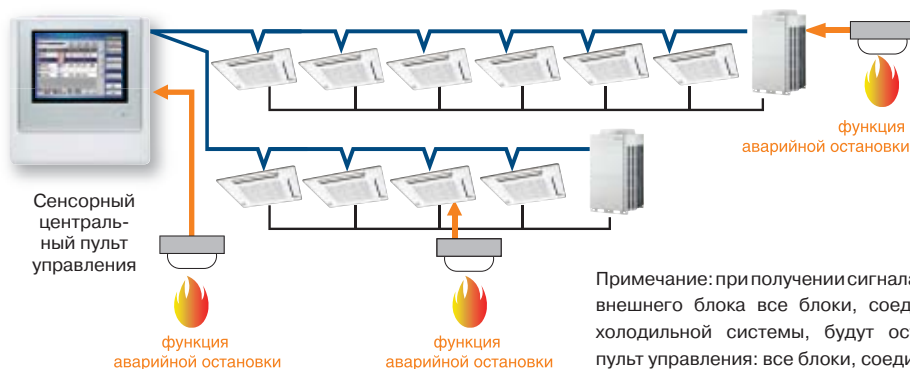 функция
аварийной остановки
Сенсорный
централь-
ный пульт
управления
функция
аварийной остановки
функция
аварийной остановки
Примечание: при получении сигнала
внешнего блока все блоки, соед
холодильной системы, будут ос
пульт управления: все блоки, соеди